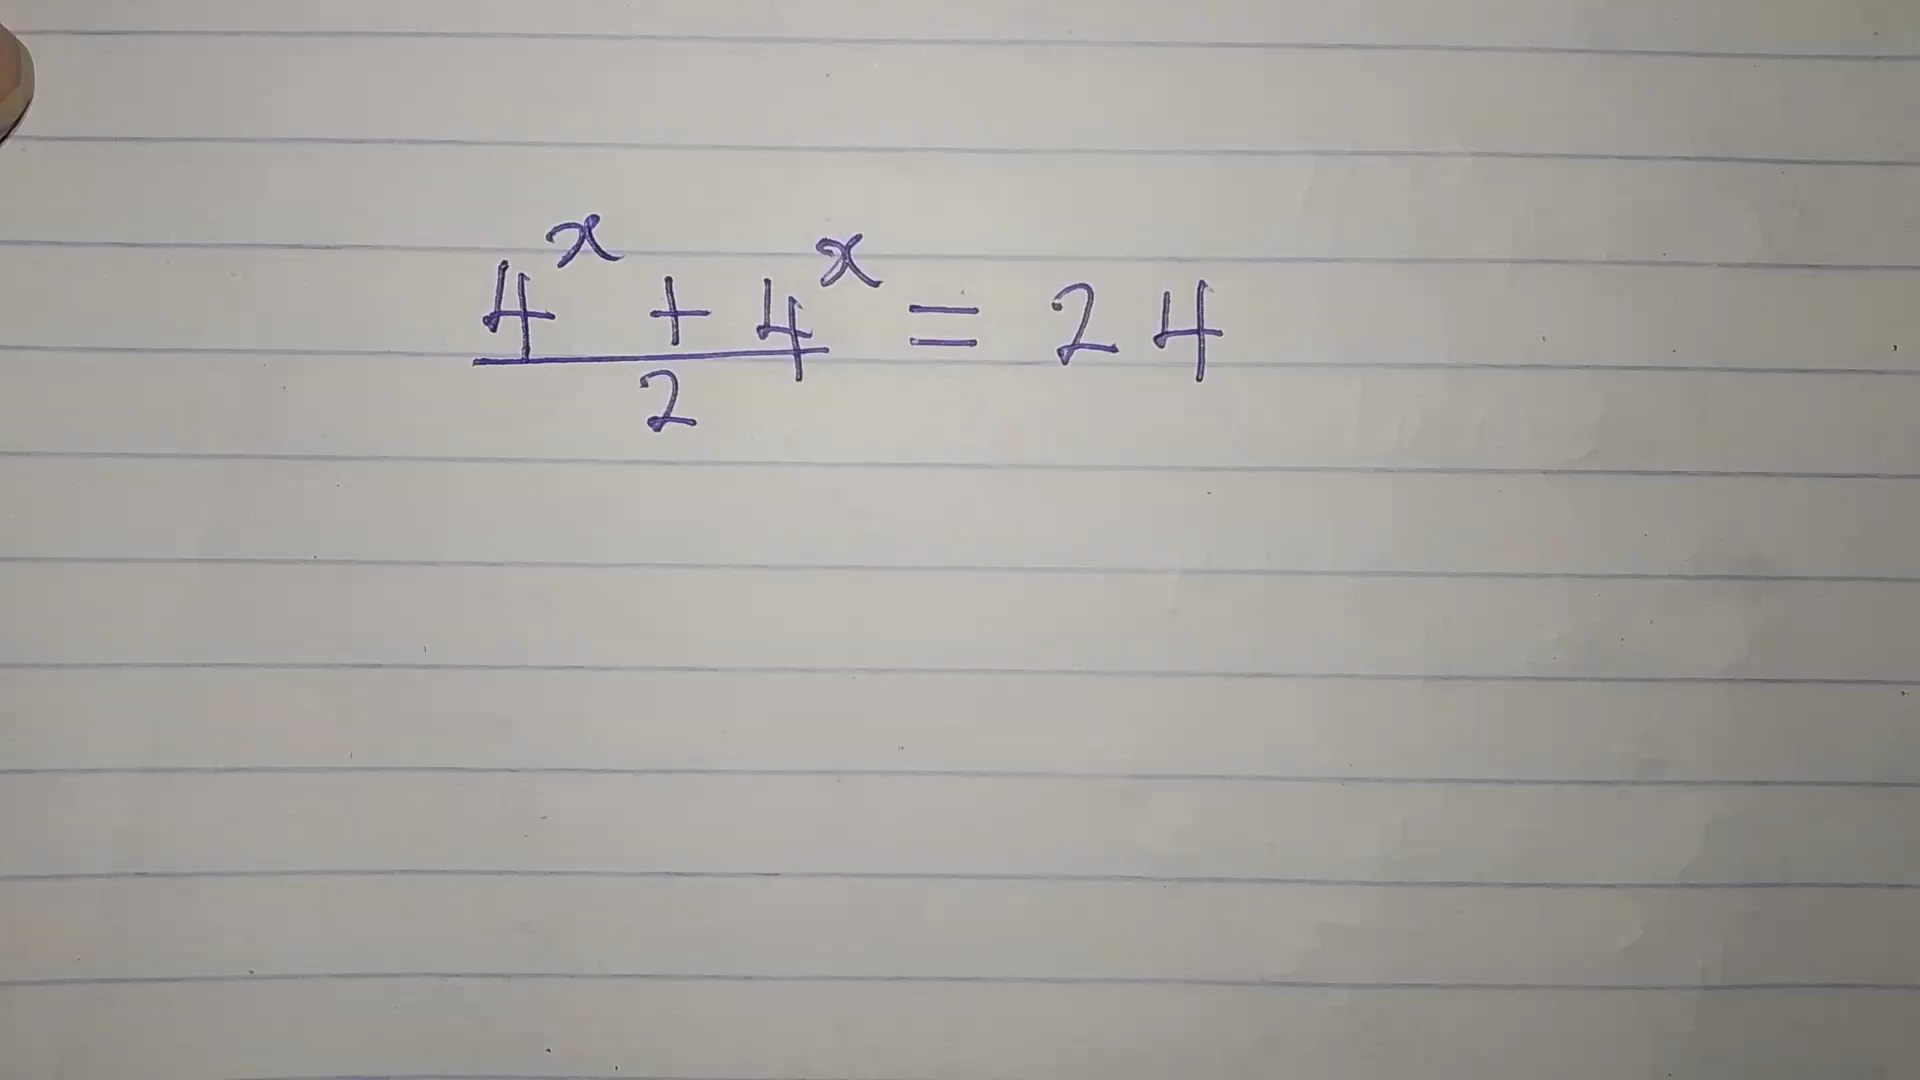 4^x + 4^x = 24
2